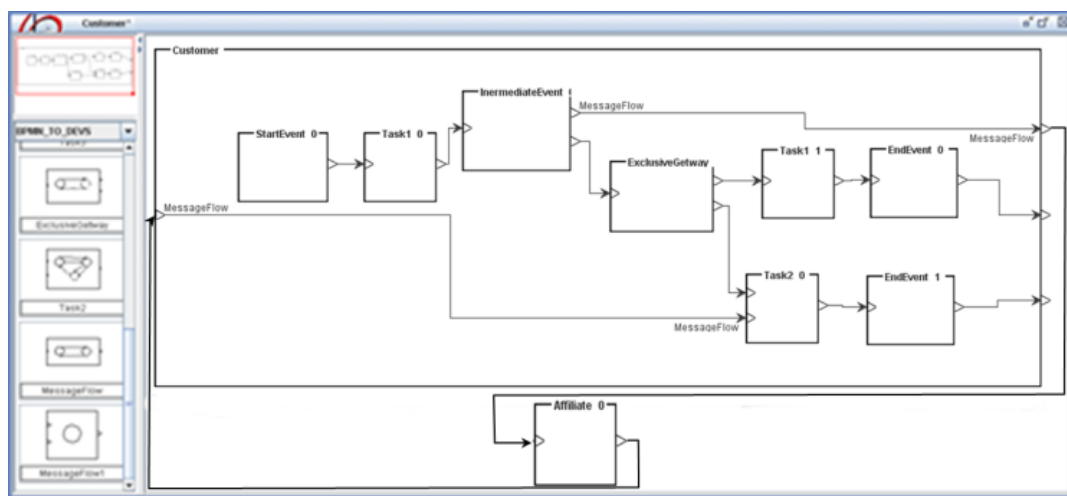 Customer*
Customer
BPMN_TO_DEVS
Task3
ExclusiveGetway
Task2
MessageFlow
MessageFlow1
InermediateEvent
MessageFlow
StartEvent 0
Task1 0
MessageFlow
Task1 1
EndEvent 0
ExclusiveGetway
MessageFlow
Task2 0
EndEvent 1
MessageFlow
Affiliate 0